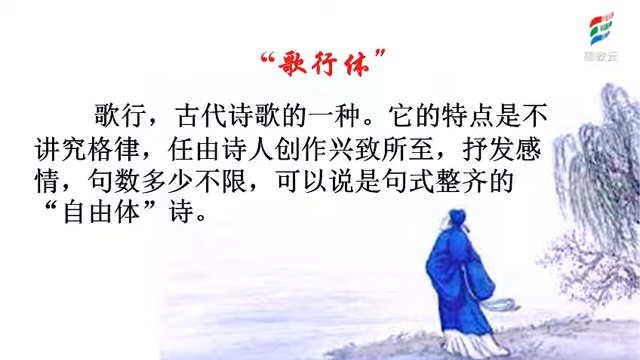 “歌行体”
歌行，古代诗歌的一种。它的特点是不
讲究格律，任由诗人创作兴致所至，抒发感
情，句数多少不限，可以说是句式整齐的
“自由体”诗。